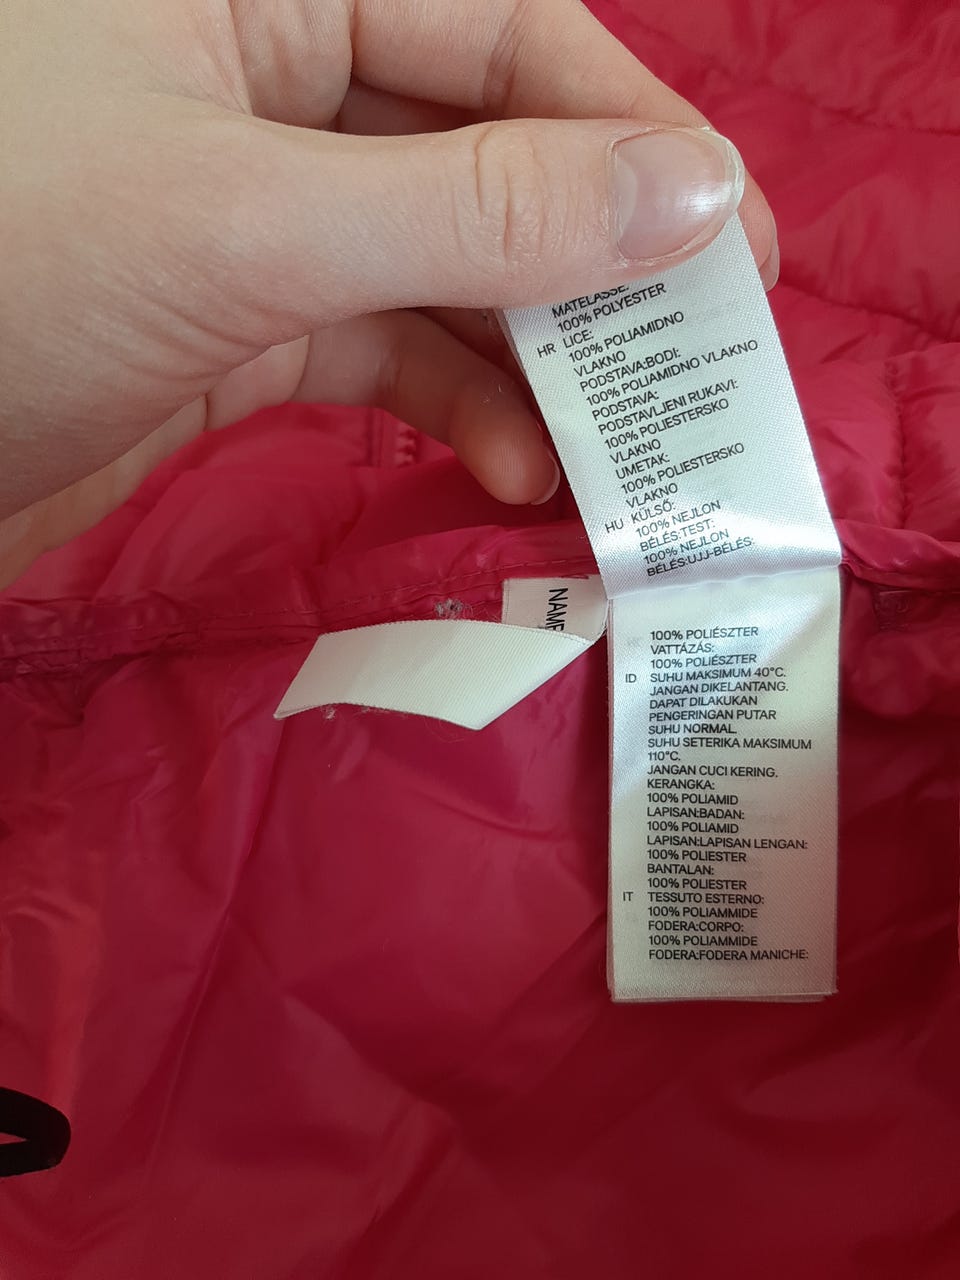 MATELASSE:
100% POLYESTER
HR LICE:
100% POLIAMIDNO
VLAKNO
PODSTAVA:BODI:
100% POLIAMIDNO VLAKNO
PODSTAVA:
PODSTAVLJENI RUKAVI:
100% POLIESTERSKO
VLAKNO
UMETAK:
100% POLIESTERSKO
VLAKNO
HU KÜLSŐ:
100% NEJLON
BÉLÉS:TEST:
100% NEJLON
BÉLÉS:UJJ-BÉLÉS:
NAME
100% POLIÉSZTER
VATTÁZÁS:
100% POLIÉSZTER
ID SUHU MAKSIMUM 40°C.
JANGAN DIKELANTANG.
DAPAT DILAKUKAN
PENGERINGAN PUTAR
SUHU NORMAL.
SUHU SETERIKA MAKSIMUM
110°C.
JANGAN CUCI KERING.
KERANGKA:
100% POLIAMID
LAPISAN:BADAN:
100% POLIAMID
LAPISAN:LAPISAN LENGAN:
100% POLIESTER
BANTALAN:
100% POLIESTER
IT TESSUTO ESTERNO:
100% POLIAMMIDE
FODERA:CORPO:
100% POLIAMMIDE
FODERA:FODERA MANICHE: